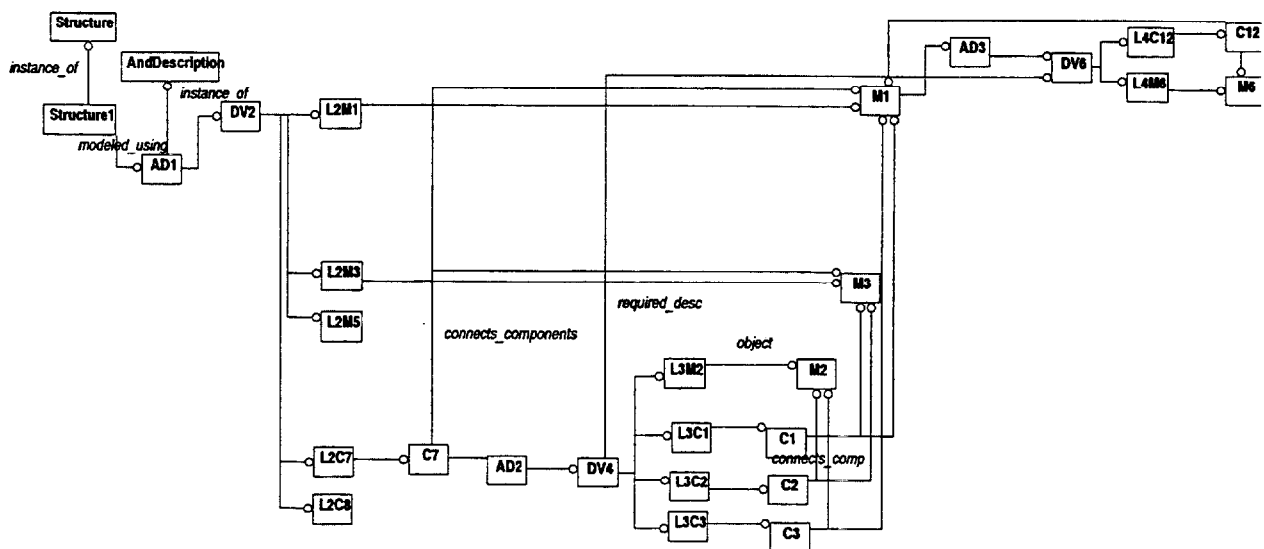 Structure
C12
L4C12
AD3
AndDescription
instance_of
DV6
M6
L4M6
instance_of
M1
L2M1
DV2
Structure1
modeled_using
AD1
L2M3
M3
required_desc
L2M5
connects_components
object
L3M2
M2
L3C1
C1
L2C7
C7
connects_comp
AD2
DV4
L3C2
C2
L2C8
L3C3
C3